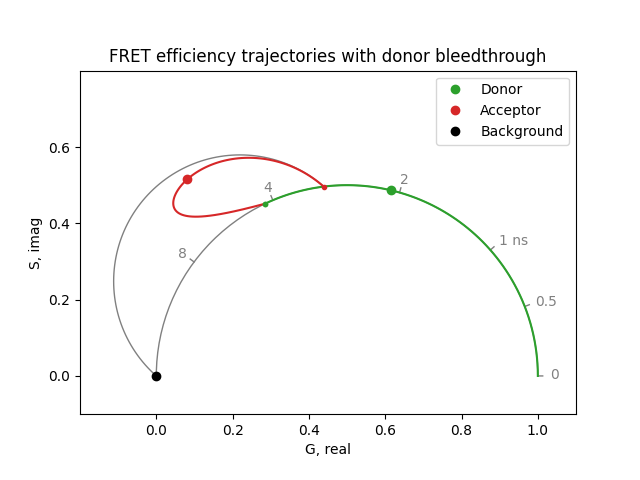 FRET efficiency trajectories with donor bleedthrough
Donor
Acceptor
Background
S, imag
0.6
0.4
0.2
0.0
8
4
2
1 ns
0.5
0
0.0
0.2
0.4
0.6
0.8
1.0
G, real